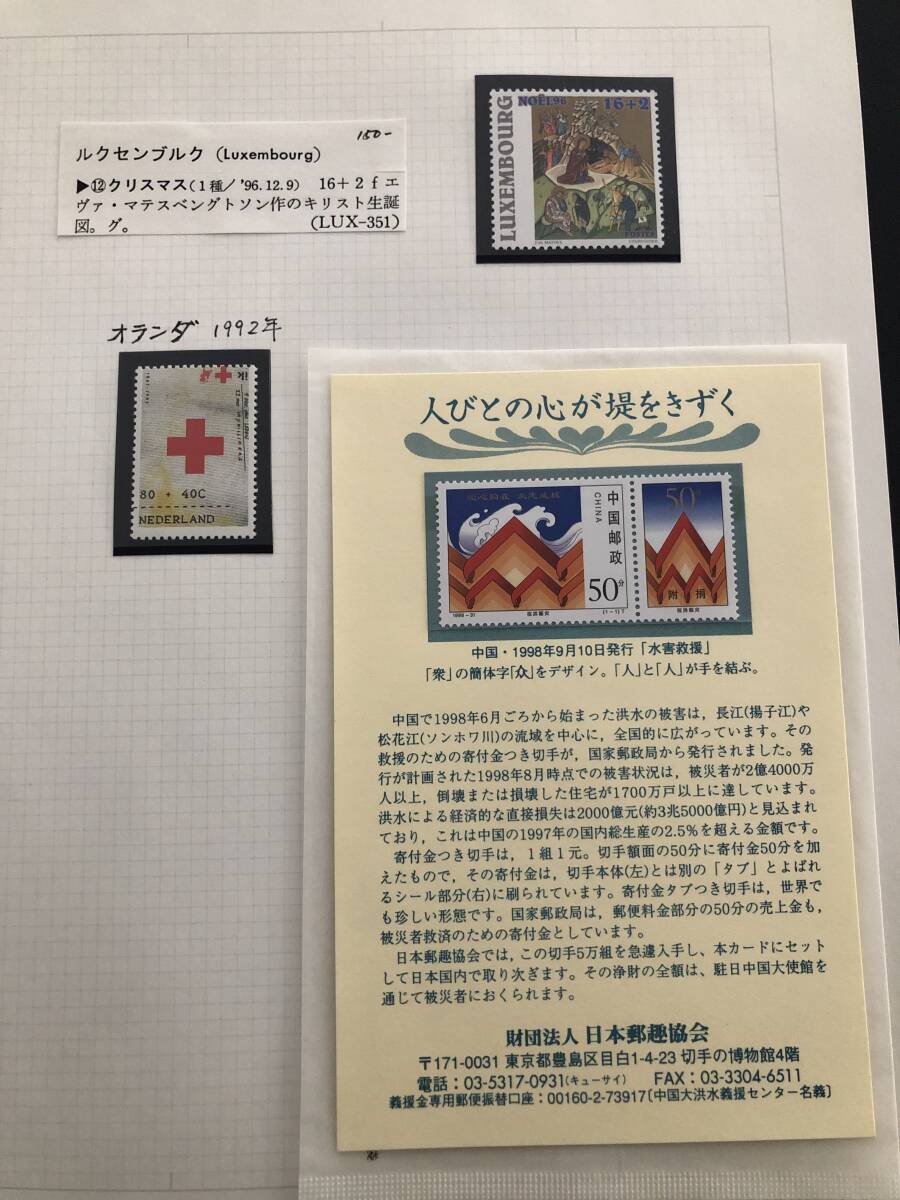 150-
ルクセンブルク (Luxembourg)
▶⑫クリスマス(1種/'96.12.9) 16+2fエ
ヴァ・マテスベングトソン作のキリスト生誕
図。グ。 (LUX-351)
NOËL 96 16+2
LUXEMBOURG
POSTES
オランダ 1992年
80 + 40C
NEDERLAND
人びとの心が堤をきずく
中国邮政
CHINA
50分
1998-31
抗洪赈灾
(1-1)T
50分
附捐
抗洪赈灾
中国・1998年9月10日発行「水害救援」
「衆」の簡体字「众」をデザイン。「人」と「人」が手を結ぶ。
中国で1998年6月ごろから始まった洪水の被害は，長江(揚子江)や
松花江(ソンホワ川)の流域を中心に，全国的に広がっています。その
救援のための寄付金つき切手が，国家郵政局から発行されました。発
行が計画された1998年8月時点での被害状況は，被災者が2億4000万
人以上，倒壊または損壊した住宅が1700万戸以上に達しています。
洪水による経済的な直接損失は2000億元(約3兆5000億円)と見込まれ
ており，これは中国の1997年の国内総生産の2.5%を超える金額です。
寄付金つき切手は，1組1元。切手額面の50分に寄付金50分を加
えたもので，その寄付金は，切手本体(左)とは別の「タブ」とよばれ
るシール部分(右)に刷られています。寄付金タブつき切手は，世界で
も珍しい形態です。国家郵政局は，郵便料金部分の50分の売上金も，
被災者救済のための寄付金としています。
日本郵趣協会では，この切手5万組を急遽入手し、本カードにセット
して日本国内で取り次ぎます。その浄財の全額は、駐日中国大使館を
通じて被災者におくられます。
財団法人 日本郵趣協会
〒171-0031 東京都豊島区目白1-4-23 切手の博物館4階
電話：03-5317-0931(キューサイ) FAX：03-3304-6511
義援金専用郵便振替口座：00160-2-73917〔中国大洪水義援センター名義〕